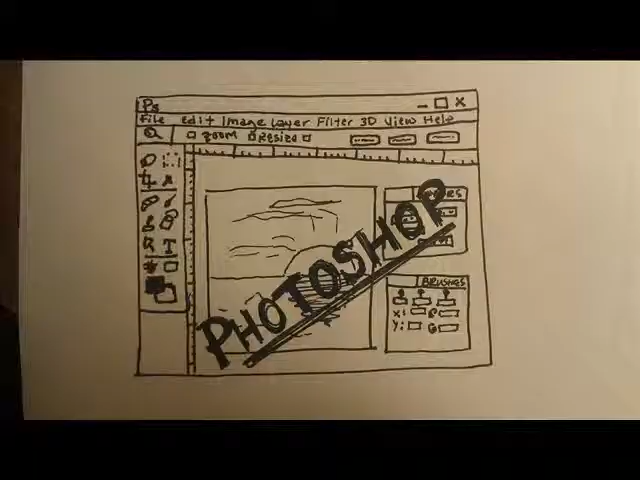 Ps
File edit Image Layer Filter 3D View Help
ZOOM Resize
PHOTOSHOP
BRUSHES
X:
Y:
T